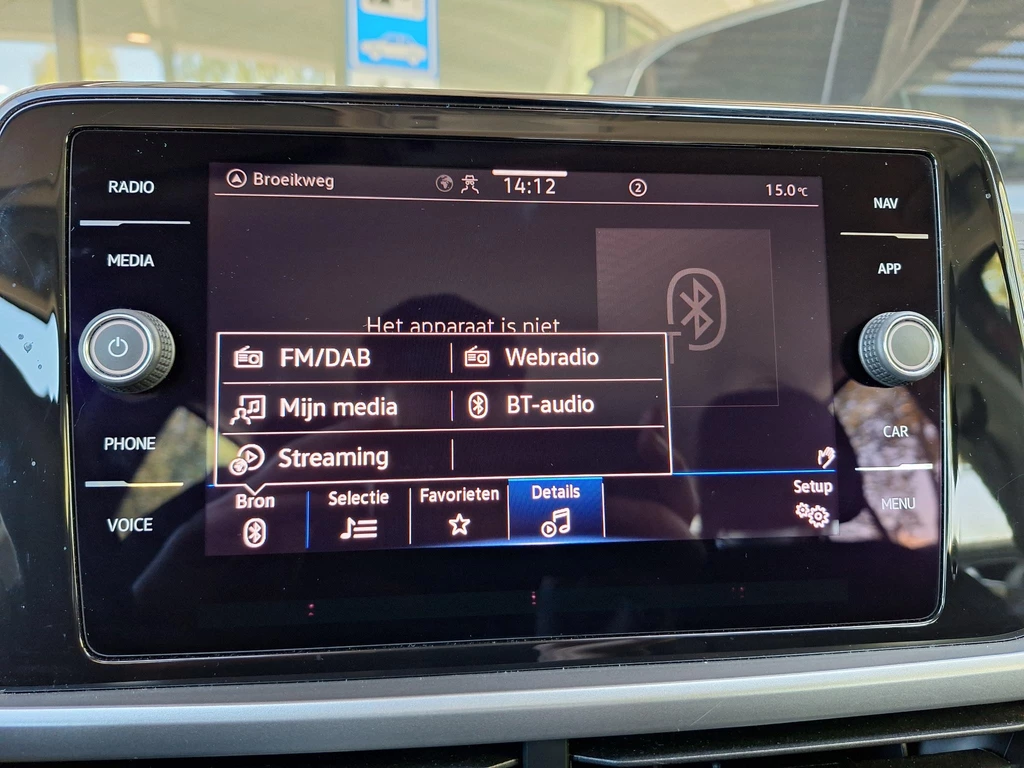 RADIO
MEDIA
PHONE
VOICE
Broeikweg
14:12
2
15.0 °C
Het apparaat is niet
FM/DAB
Webradio
Mijn media
BT-audio
Streaming
Bron
Selectie
Favorieten
Details
Setup
NAV
APP
CAR
MENU